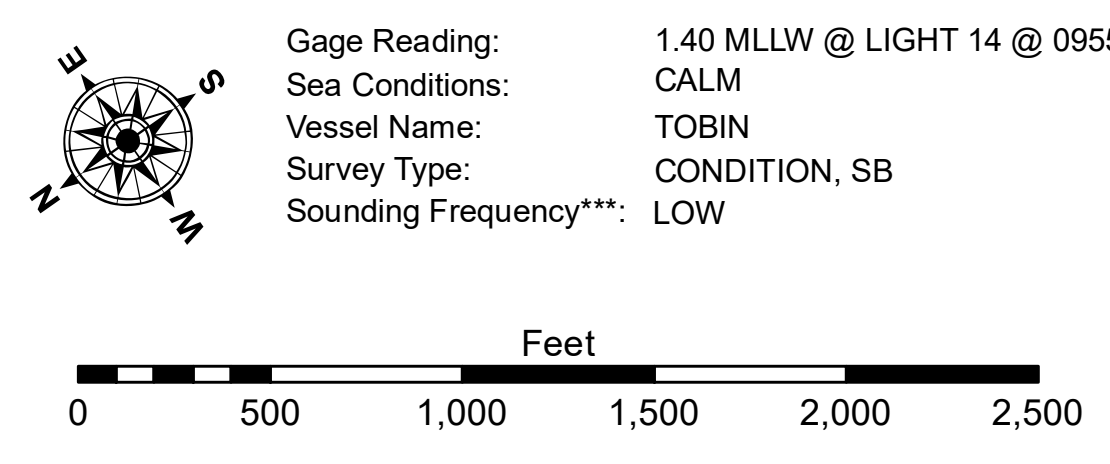 E
S
N
W
Gage Reading: 1.40 MLLW @ LIGHT 14 @ 095
Sea Conditions: CALM
Vessel Name: TOBIN
Survey Type: CONDITION, SB
Sounding Frequency***: LOW
Feet
0 500 1,000 1,500 2,000 2,500